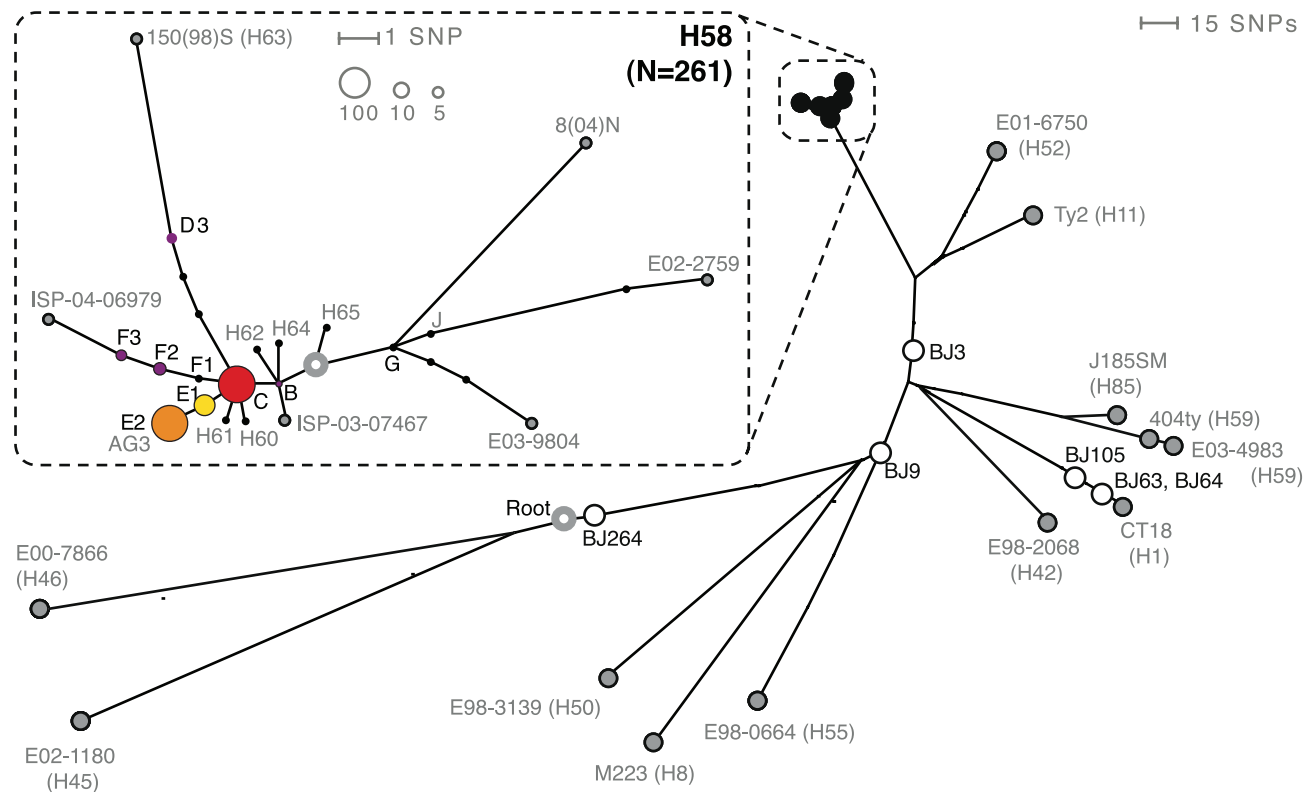 150(98)S (H63)
1 SNP
100 10 5
H58
(N=261)
15 SNPs
8(04)N
E01-6750
(H52)
Ty2 (H11)
D3
E02-2759
ISP-04-06979
H65
H62 H64
J
F3
F2
F1
G
B
E1
C
E2
AG3
H61 H60
ISP-03-07467
E03-9804
BJ3
J185SM
(H85)
404ty (H59)
E03-4983
(H59)
BJ105
BJ63, BJ64
CT18
(H1)
BJ9
E98-2068
(H42)
Root
BJ264
E00-7866
(H46)
E98-3139 (H50)
E98-0664 (H55)
M223 (H8)
E02-1180
(H45)